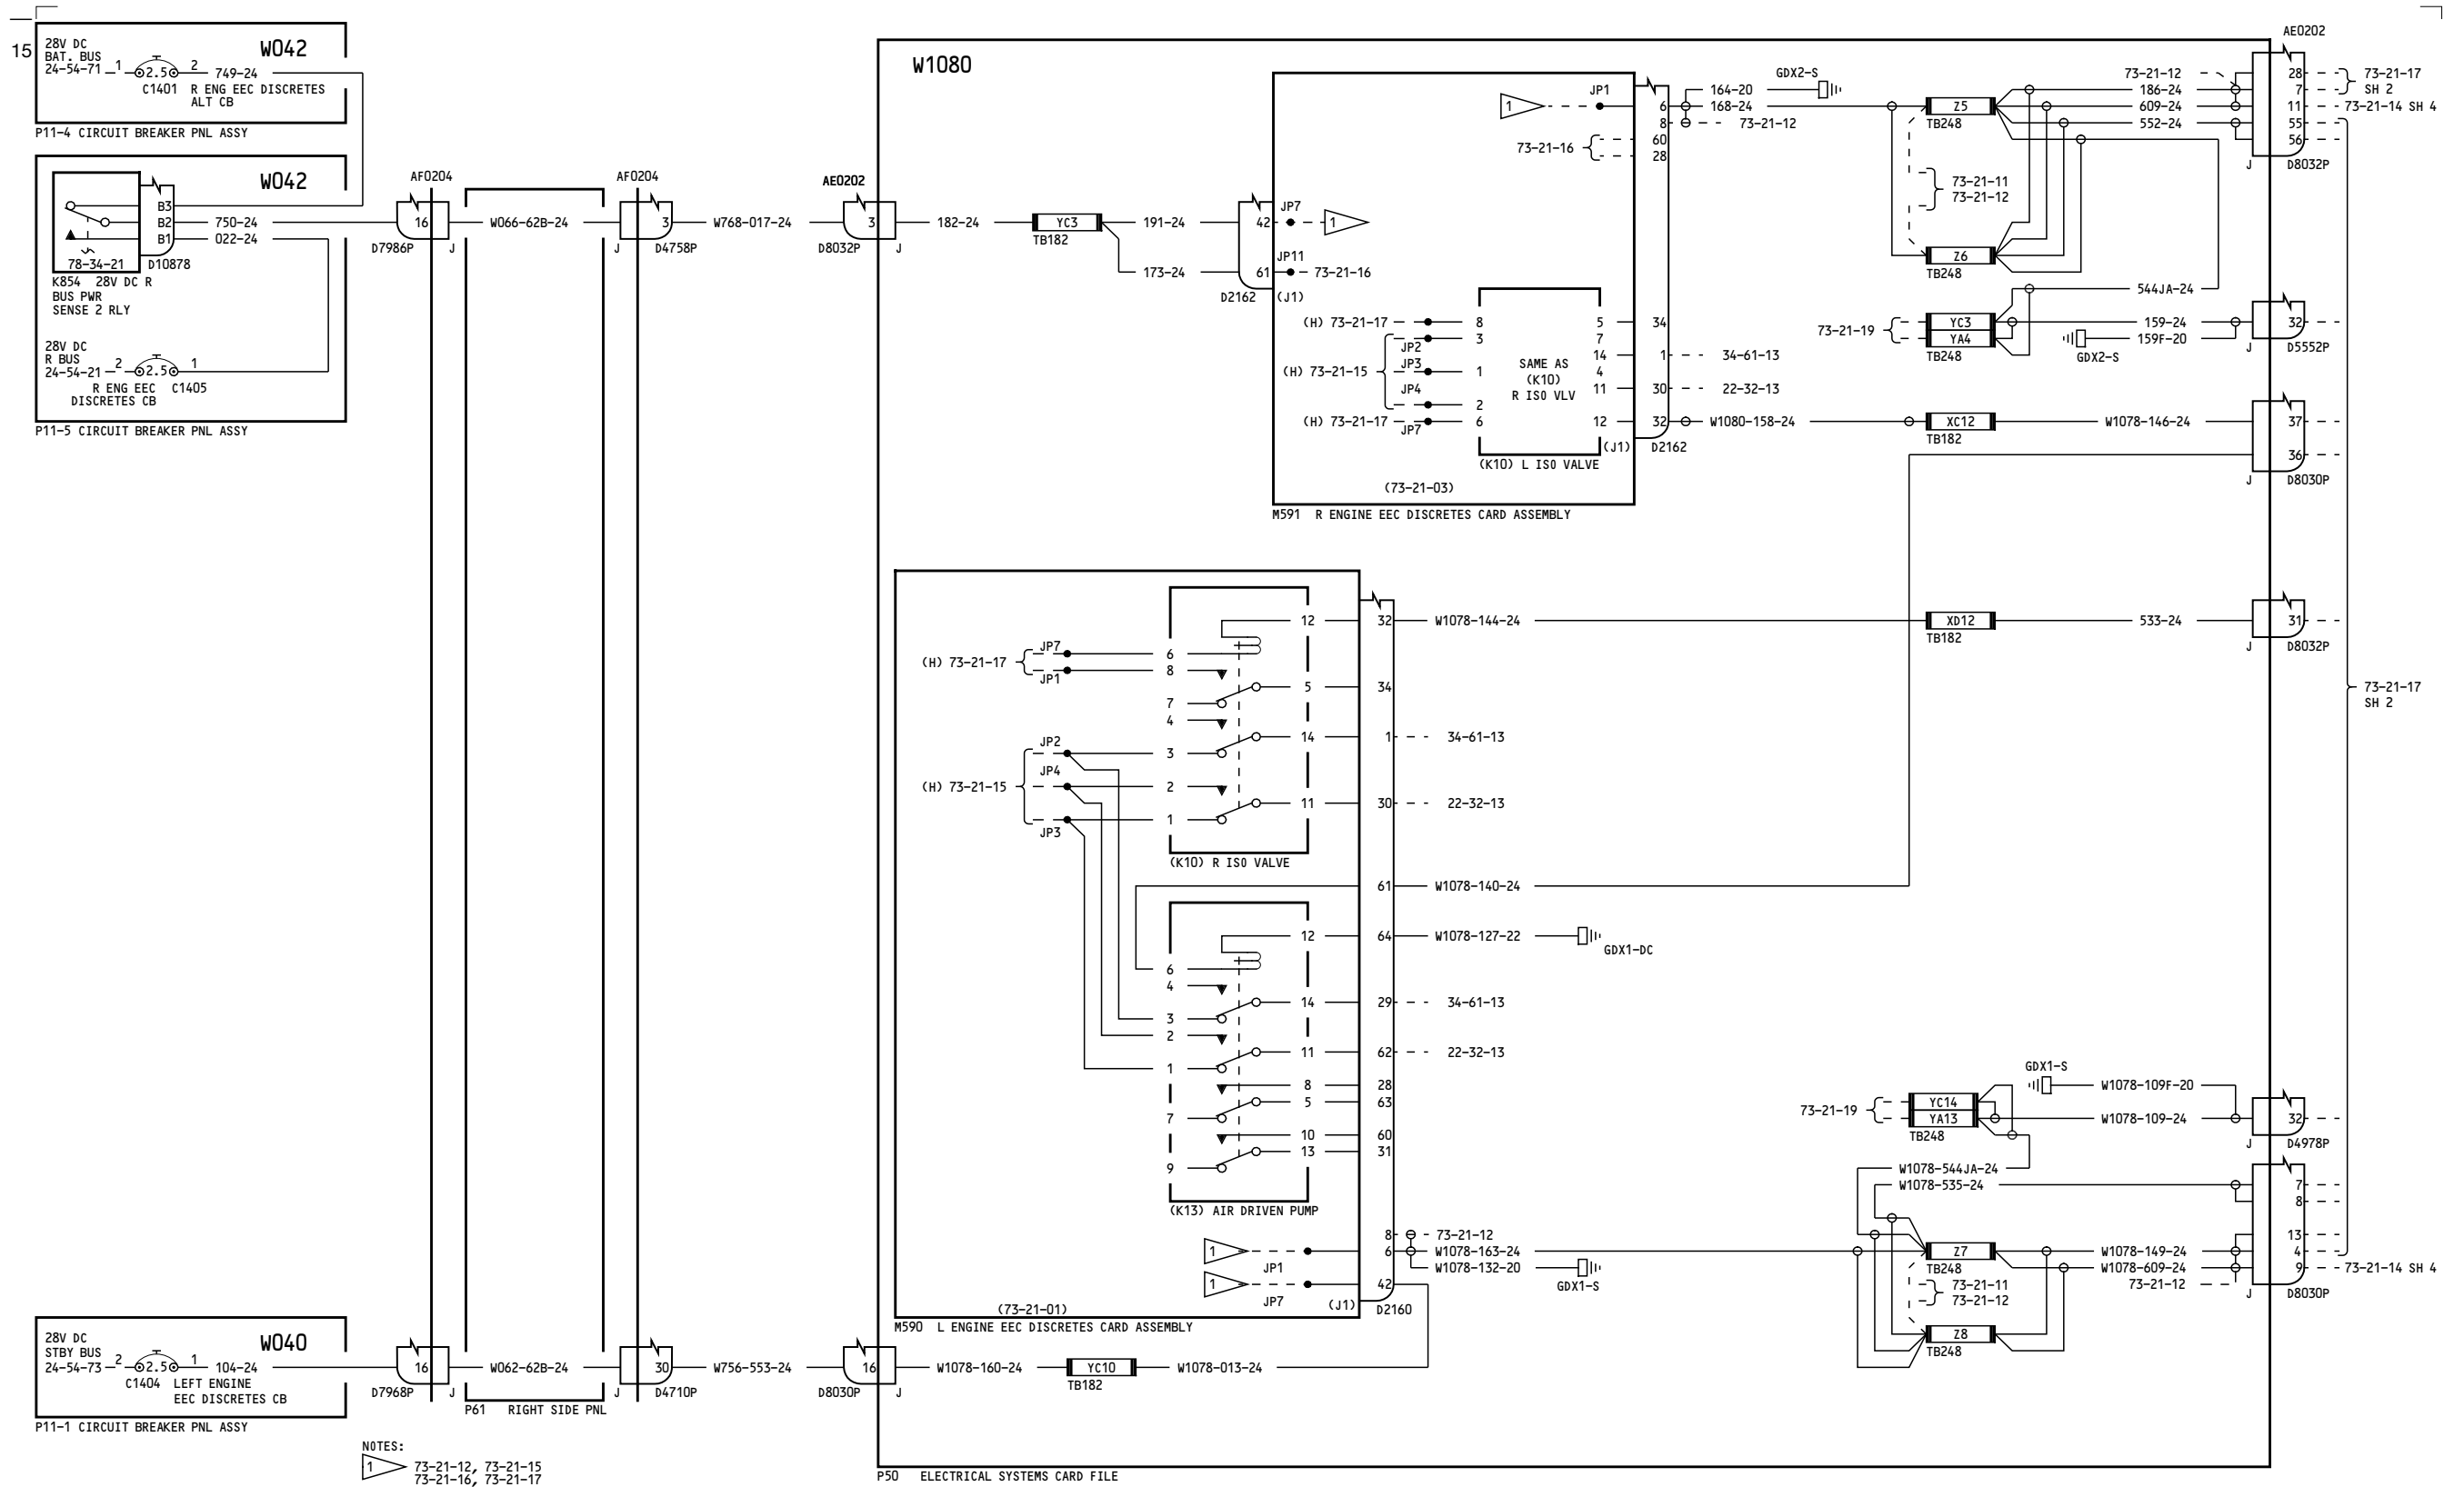 15
28V DC
BAT. BUS
24-54-71
1
2.5
2
749-24
W042
C1401
R ENG EEC DISCRETES
ALT CB
P11-4 CIRCUIT BREAKER PNL ASSY
W042
B3
B2
B1
750-24
022-24
78-34-21
D10878
K854 28V DC R
BUS PWR
SENSE 2 RLY
28V DC
R BUS
24-54-21
2
2.5
1
R ENG EEC
DISCRETES CB
C1405
P11-5 CIRCUIT BREAKER PNL ASSY
AF0204
16
D7986P
J
W066-62B-24
AF0204
3
J
D4758P
W768-017-24
AE0202
3
D8032P
J
W1080
182-24
YC3
TB182
191-24
173-24
42
61
D2162
(J1)
JP7
1
JP11
73-21-16
1
JP1
73-21-16
6
8
60
28
164-20
168-24
73-21-12
GDX2-S
(H) 73-21-17
JP2
JP3
(H) 73-21-15
JP4
(H) 73-21-17
JP7
8
3
1
2
6
SAME AS
(K10)
R ISO VLV
5
7
14
4
11
12
34
1
30
32
34-61-13
22-32-13
W1080-158-24
(K10) L ISO VALVE
(J1)
D2162
(73-21-03)
M591 R ENGINE EEC DISCRETES CARD ASSEMBLY
Z5
TB248
73-21-11
73-21-12
Z6
TB248
73-21-12
186-24
609-24
552-24
544JA-24
AE0202
28
7
11
55
56
J
D8032P
73-21-17
SH 2
73-21-14 SH 4
73-21-19
YC3
YA4
TB248
159-24
159F-20
GDX2-S
32
J
D5552P
XC12
TB182
W1078-146-24
37
36
J
D8030P
(H) 73-21-17
JP7
JP1
JP2
JP4
(H) 73-21-15
JP3
6
8
7
4
3
2
1
12
5
14
11
(K10) R ISO VALVE
32
34
1
30
61
W1078-144-24
34-61-13
22-32-13
W1078-140-24
XD12
TB182
533-24
31
J
D8032P
73-21-17
SH 2
6
4
3
2
1
7
9
12
14
11
8
5
10
13
(K13) AIR DRIVEN PUMP
64
29
62
28
63
60
31
W1078-127-22
GDX1-DC
34-61-13
22-32-13
1
JP1
1
JP7
8
6
42
73-21-12
W1078-163-24
W1078-132-20
GDX1-S
(J1)
D2160
(73-21-01)
M590 L ENGINE EEC DISCRETES CARD ASSEMBLY
73-21-19
YC14
YA13
TB248
GDX1-S
W1078-109F-20
W1078-109-24
32
J
D4978P
W1078-544JA-24
W1078-535-24
Z7
TB248
73-21-11
73-21-12
Z8
TB248
W1078-149-24
W1078-609-24
73-21-12
7
8
13
4
9
J
D8030P
73-21-14 SH 4
28V DC
STBY BUS
24-54-73
2
2.5
1
104-24
W040
C1404
LEFT ENGINE
EEC DISCRETES CB
P11-1 CIRCUIT BREAKER PNL ASSY
16
D7968P
J
W062-62B-24
P61 RIGHT SIDE PNL
30
J
D4710P
W756-553-24
16
D8030P
J
W1078-160-24
YC10
TB182
W1078-013-24
P50 ELECTRICAL SYSTEMS CARD FILE
NOTES:
1
73-21-12, 73-21-15
73-21-16, 73-21-17